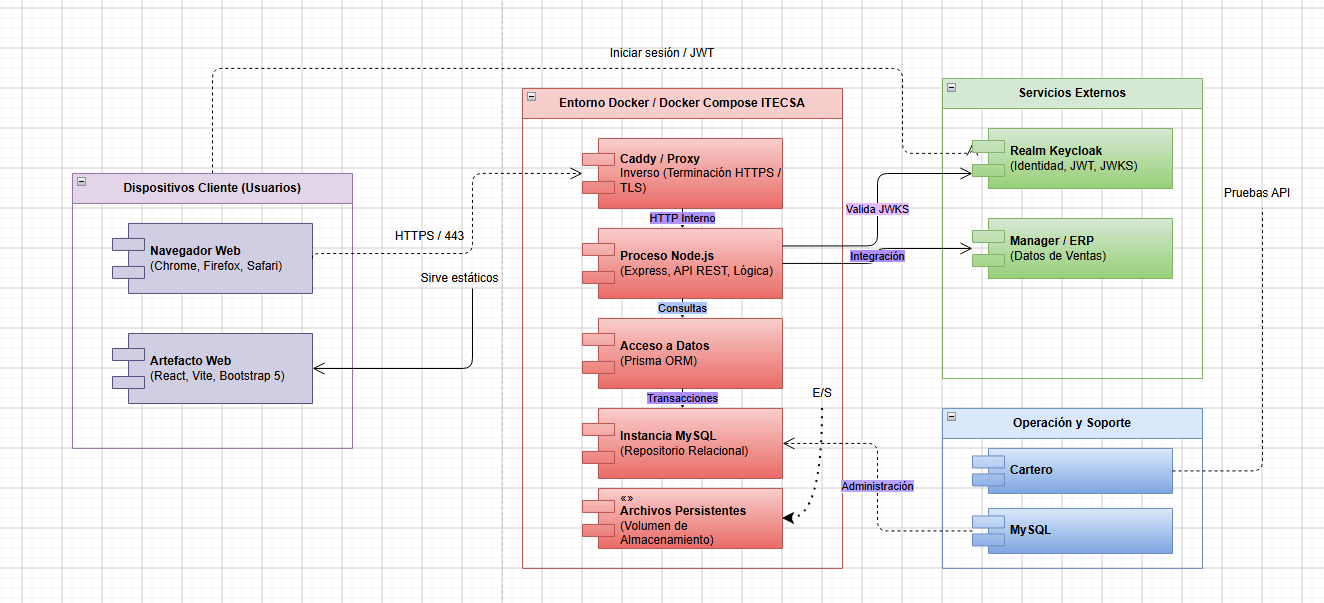 Iniciar sesión / JWT
Dispositivos Cliente (Usuarios)
Navegador Web
(Chrome, Firefox, Safari)
Artefacto Web
(React, Vite, Bootstrap 5)
HTTPS / 443
Sirve estáticos
Entorno Docker / Docker Compose ITECSA
Caddy / Proxy
Inverso (Terminación HTTPS /
TLS)
HTTP Interno
Proceso Node.js
(Express, API REST, Lógica)
Consultas
Acceso a Datos
(Prisma ORM)
Transacciones
Instancia MySQL
(Repositorio Relacional)
«»
Archivos Persistentes
(Volumen de
Almacenamiento)
E/S
Valida JWKS
Integración
Administración
Servicios Externos
Realm Keycloak
(Identidad, JWT, JWKS)
Manager / ERP
(Datos de Ventas)
Operación y Soporte
Cartero
MySQL
Pruebas API